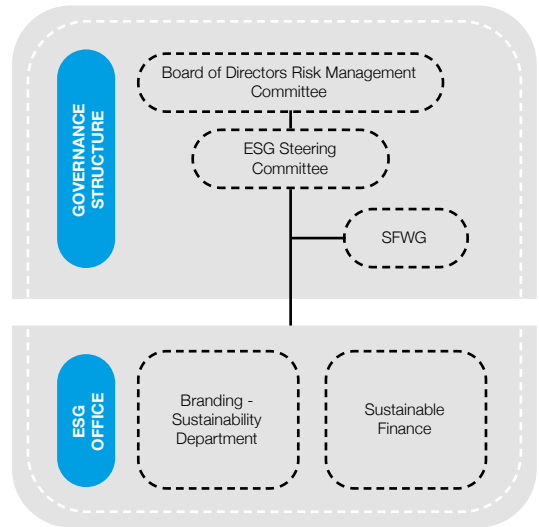 GOVERNANCE
STRUCTURE
Board of Directors Risk Management
Committee
ESG Steering
Committee
SFWG
ESG
OFFICE
Branding -
Sustainability
Department
Sustainable
Finance